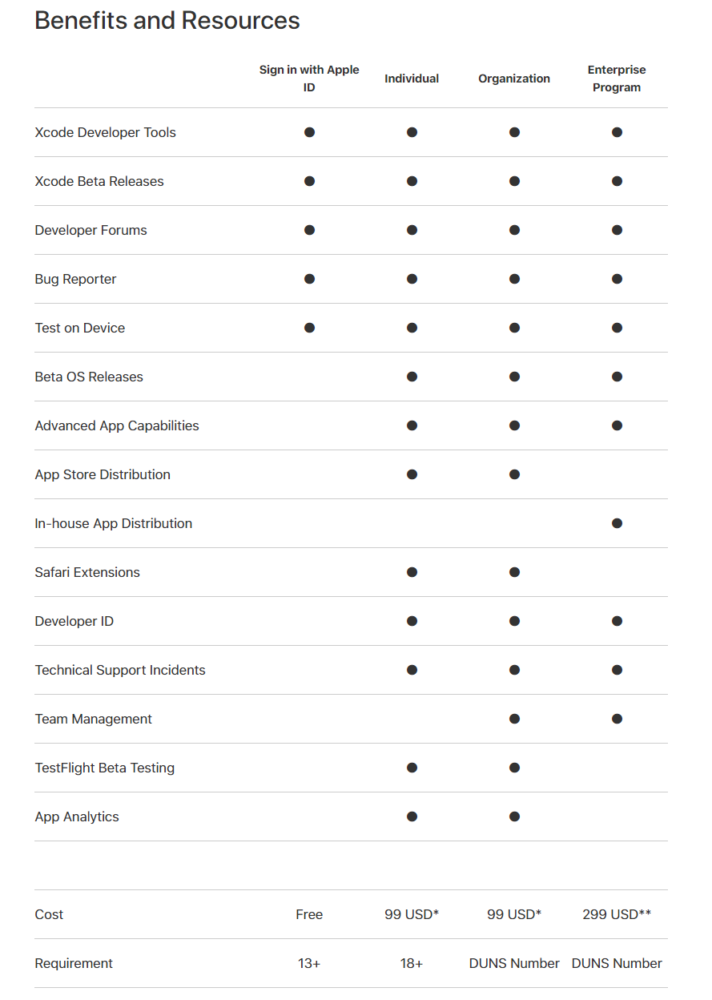 Benefits and Resources
Sign in with Apple ID Individual Organization Enterprise Program
Xcode Developer Tools ● ● ● ●
Xcode Beta Releases ● ● ● ●
Developer Forums ● ● ● ●
Bug Reporter ● ● ● ●
Test on Device ● ● ● ●
Beta OS Releases ● ● ●
Advanced App Capabilities ● ● ●
App Store Distribution ● ●
In-house App Distribution ●
Safari Extensions ● ●
Developer ID ● ● ●
Technical Support Incidents ● ● ●
Team Management ● ●
TestFlight Beta Testing ● ●
App Analytics ● ●
Cost Free 99 USD* 99 USD* 299 USD**
Requirement 13+ 18+ DUNS Number DUNS Number